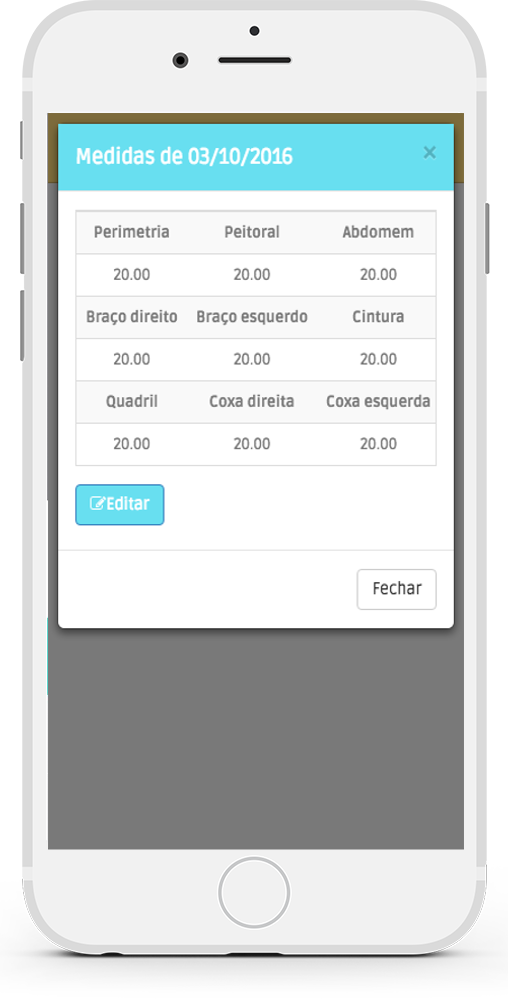 Medidas de 03/10/2016 ×
Perimetria Peitoral Abdomem
20.00 20.00 20.00
Braço direito Braço esquerdo Cintura
20.00 20.00 20.00
Quadril Coxa direita Coxa esquerda
20.00 20.00 20.00
Editar
Fechar